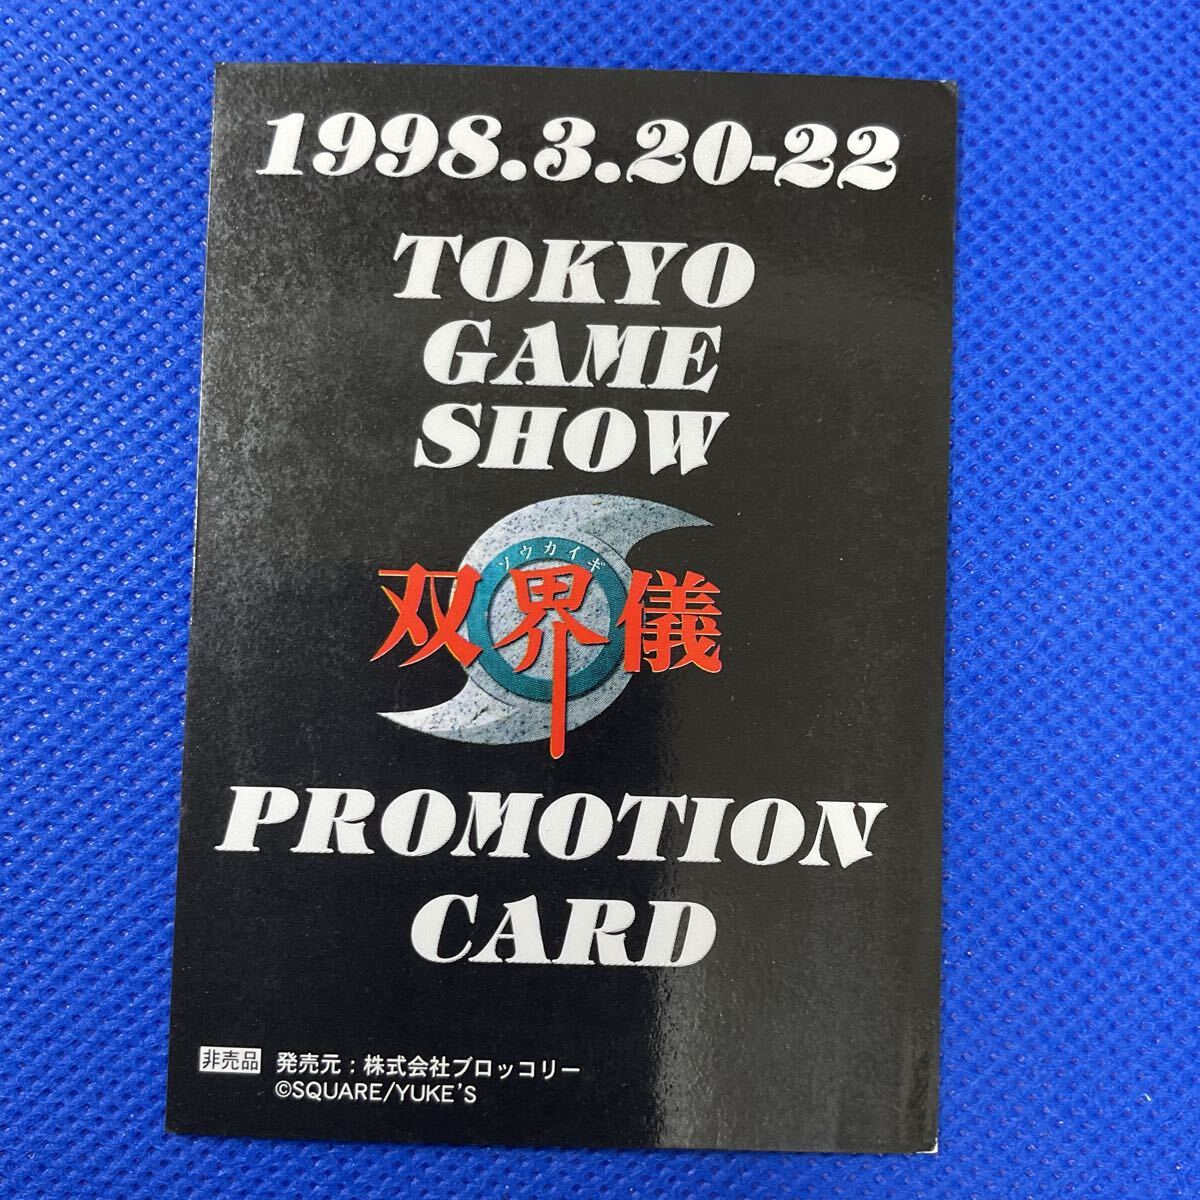 1998.3.20-22
TOKYO
GAME
SHOW
ソウカイギ
双界儀
PROMOTION
CARD
非売品 発売元：株式会社ブロッコリー
©SQUARE/YUKE'S